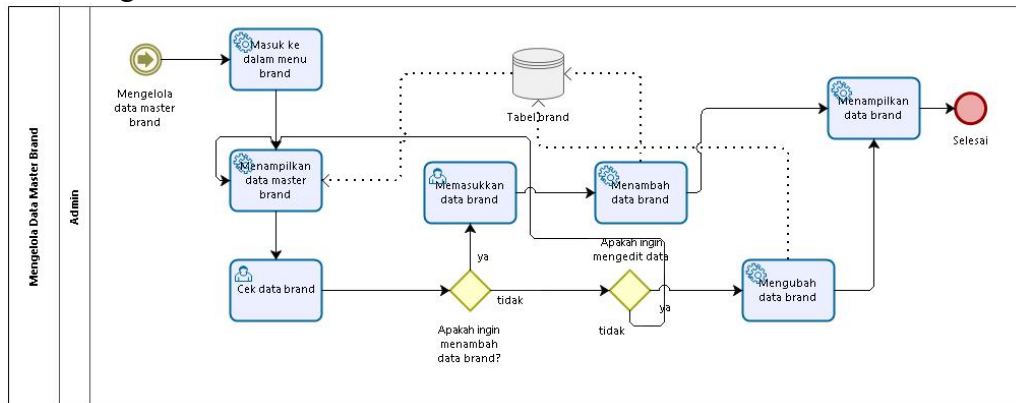 Mengelola Data Master Brand
Admin
Mengelola
data master
brand
Masuk ke
dalam menu
brand
Menampilkan
data master
brand
Cek data brand
Tabel brand
Memasukkan
data brand
Menambah
data brand
Menampilkan
data brand
Selesai
ya
tidak
Apakah ingin
menambah
data brand?
Apakah ingin
mengedit data
ya
tidak
Mengubah
data brand